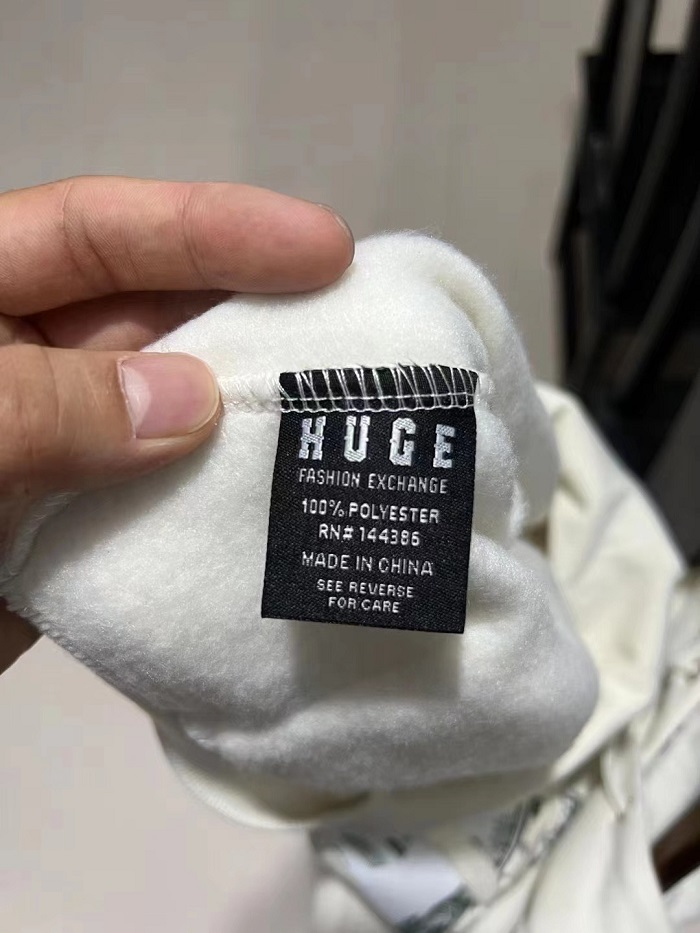 HUGE
FASHION EXCHANGE
100% POLYESTER
RN# 144386
MADE IN CHINA
SEE REVERSE
FOR CARE